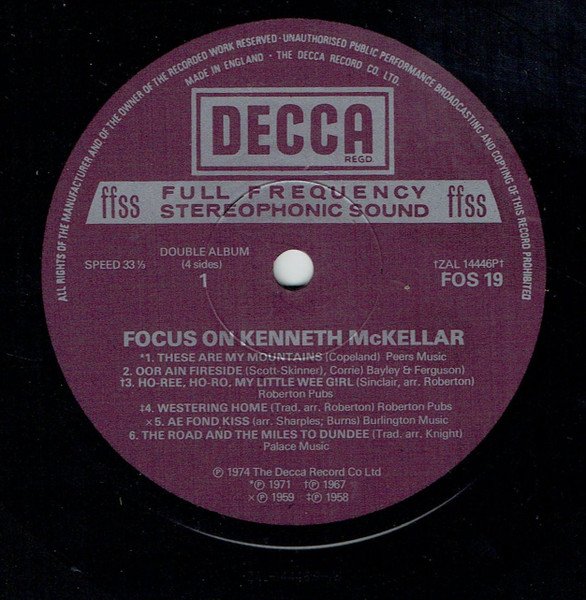 ALL RIGHTS OF THE MANUFACTURER AND OF THE OWNER OF THE RECORDED WORK RESERVED · UNAUTHORISED PUBLIC PERFORMANCE BROADCASTING AND COPYING OF THIS RECORD PROHIBITED
MADE IN ENGLAND · THE DECCA RECORD CO. LTD.
DECCA
REGD.
ffss FULL FREQUENCY ffss
STEREOPHONIC SOUND
DOUBLE ALBUM
SPEED 33⅓ (4 sides) †ZAL 14446P†
1 FOS 19
FOCUS ON KENNETH McKELLAR
*1. THESE ARE MY MOUNTAINS (Copeland) Peers Music
2. OOR AIN FIRESIDE (Scott-Skinner), Corrie) Bayley & Ferguson)
†3. HO-REE, HO-RO, MY LITTLE WEE GIRL (Sinclair, arr. Roberton)
Roberton Pubs
‡4. WESTERING HOME (Trad. arr. Roberton) Roberton Pubs
×5. AE FOND KISS (arr. Sharples; Burns) Burlington Music
6. THE ROAD AND THE MILES TO DUNDEE (Trad. arr. Knight)
Palace Music
℗ 1974 The Decca Record Co Ltd
*℗ 1971 †℗ 1967
×℗ 1959 ‡℗ 1958